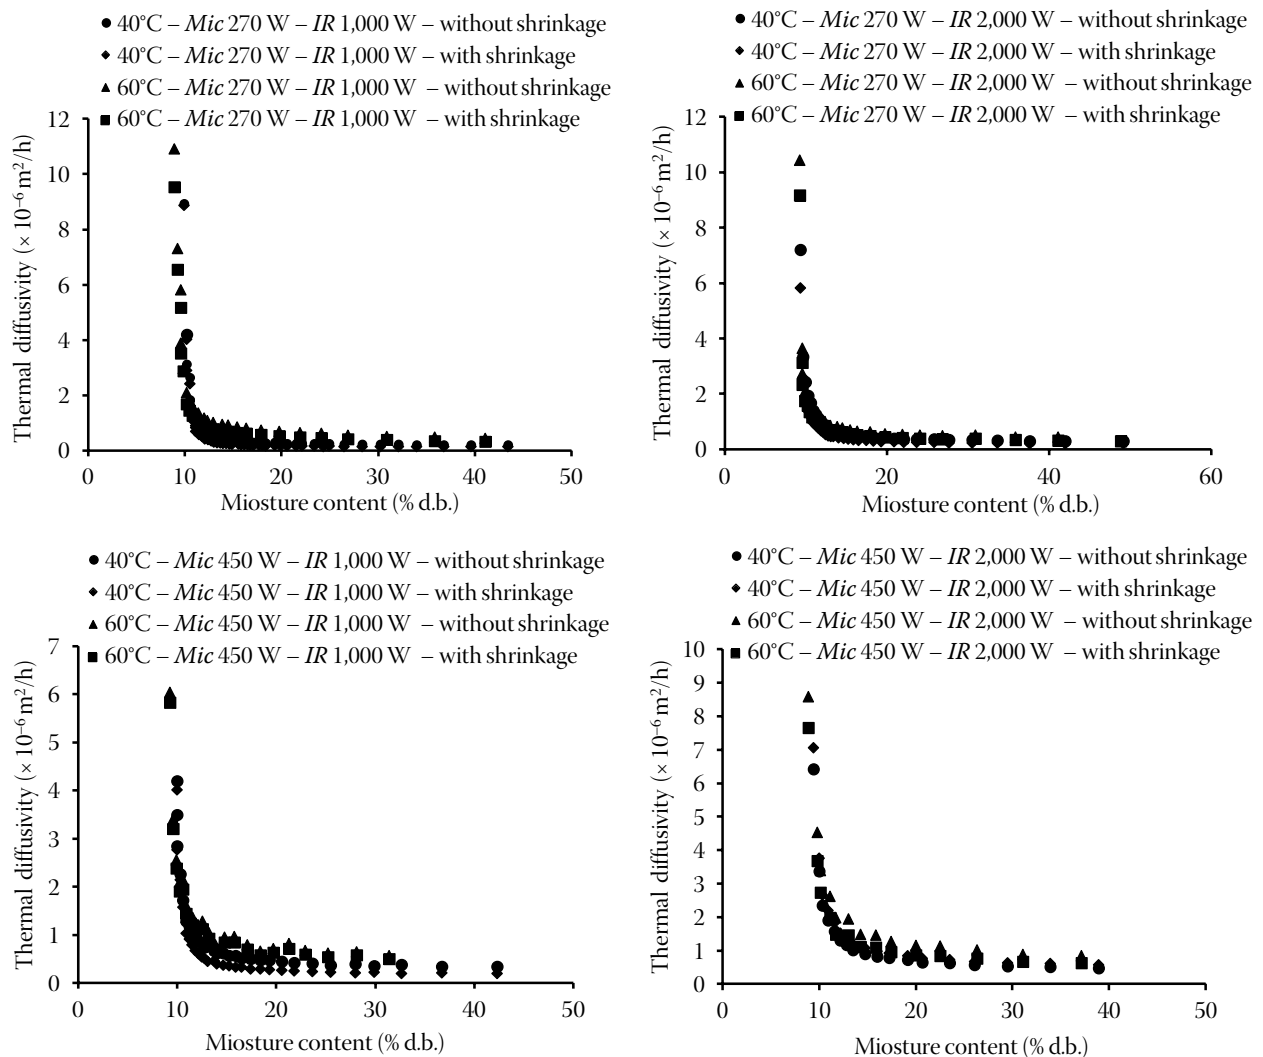 ● 40°C – Mic 270 W – IR 1,000 W – without shrinkage
◆ 40°C – Mic 270 W – IR 1,000 W – with shrinkage
▲ 60°C – Mic 270 W – IR 1,000 W – without shrinkage
■ 60°C – Mic 270 W – IR 1,000 W – with shrinkage
Thermal diffusivity (× 10⁻⁶ m²/h)
12
10
8
6
4
2
0
0 10 20 30 40 50
Miosture content (% d.b.)
● 40°C – Mic 270 W – IR 2,000 W – without shrinkage
◆ 40°C – Mic 270 W – IR 2,000 W – with shrinkage
▲ 60°C – Mic 270 W – IR 2,000 W – without shrinkage
■ 60°C – Mic 270 W – IR 2,000 W – with shrinkage
Thermal diffusivity (× 10⁻⁶ m²/h)
12
10
8
6
4
2
0
0 20 40 60
Miosture content (% d.b.)
● 40°C – Mic 450 W – IR 1,000 W – without shrinkage
◆ 40°C – Mic 450 W – IR 1,000 W – with shrinkage
▲ 60°C – Mic 450 W – IR 1,000 W – without shrinkage
■ 60°C – Mic 450 W – IR 1,000 W – with shrinkage
Thermal diffusivity (× 10⁻⁶ m²/h)
7
6
5
4
3
2
1
0
0 10 20 30 40 50
Miosture content (% d.b.)
● 40°C – Mic 450 W – IR 2,000 W – without shrinkage
◆ 40°C – Mic 450 W – IR 2,000 W – with shrinkage
▲ 60°C – Mic 450 W – IR 2,000 W – without shrinkage
■ 60°C – Mic 450 W – IR 2,000 W – with shrinkage
Thermal diffusivity (× 10⁻⁶ m²/h)
10
9
8
7
6
5
4
3
2
1
0
0 10 20 30 40 50
Miosture content (% d.b.)